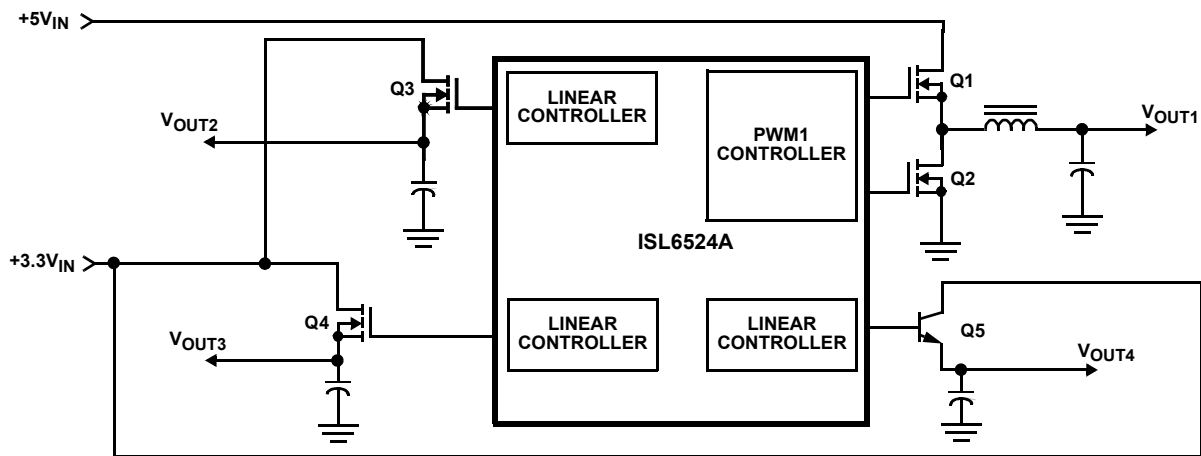 +5VIN
Q3
LINEAR
CONTROLLER
PWM1
CONTROLLER
Q1
VOUT1
VOUT2
Q2
ISL6524A
+3.3VIN
Q4
LINEAR
CONTROLLER
LINEAR
CONTROLLER
Q5
VOUT3
VOUT4